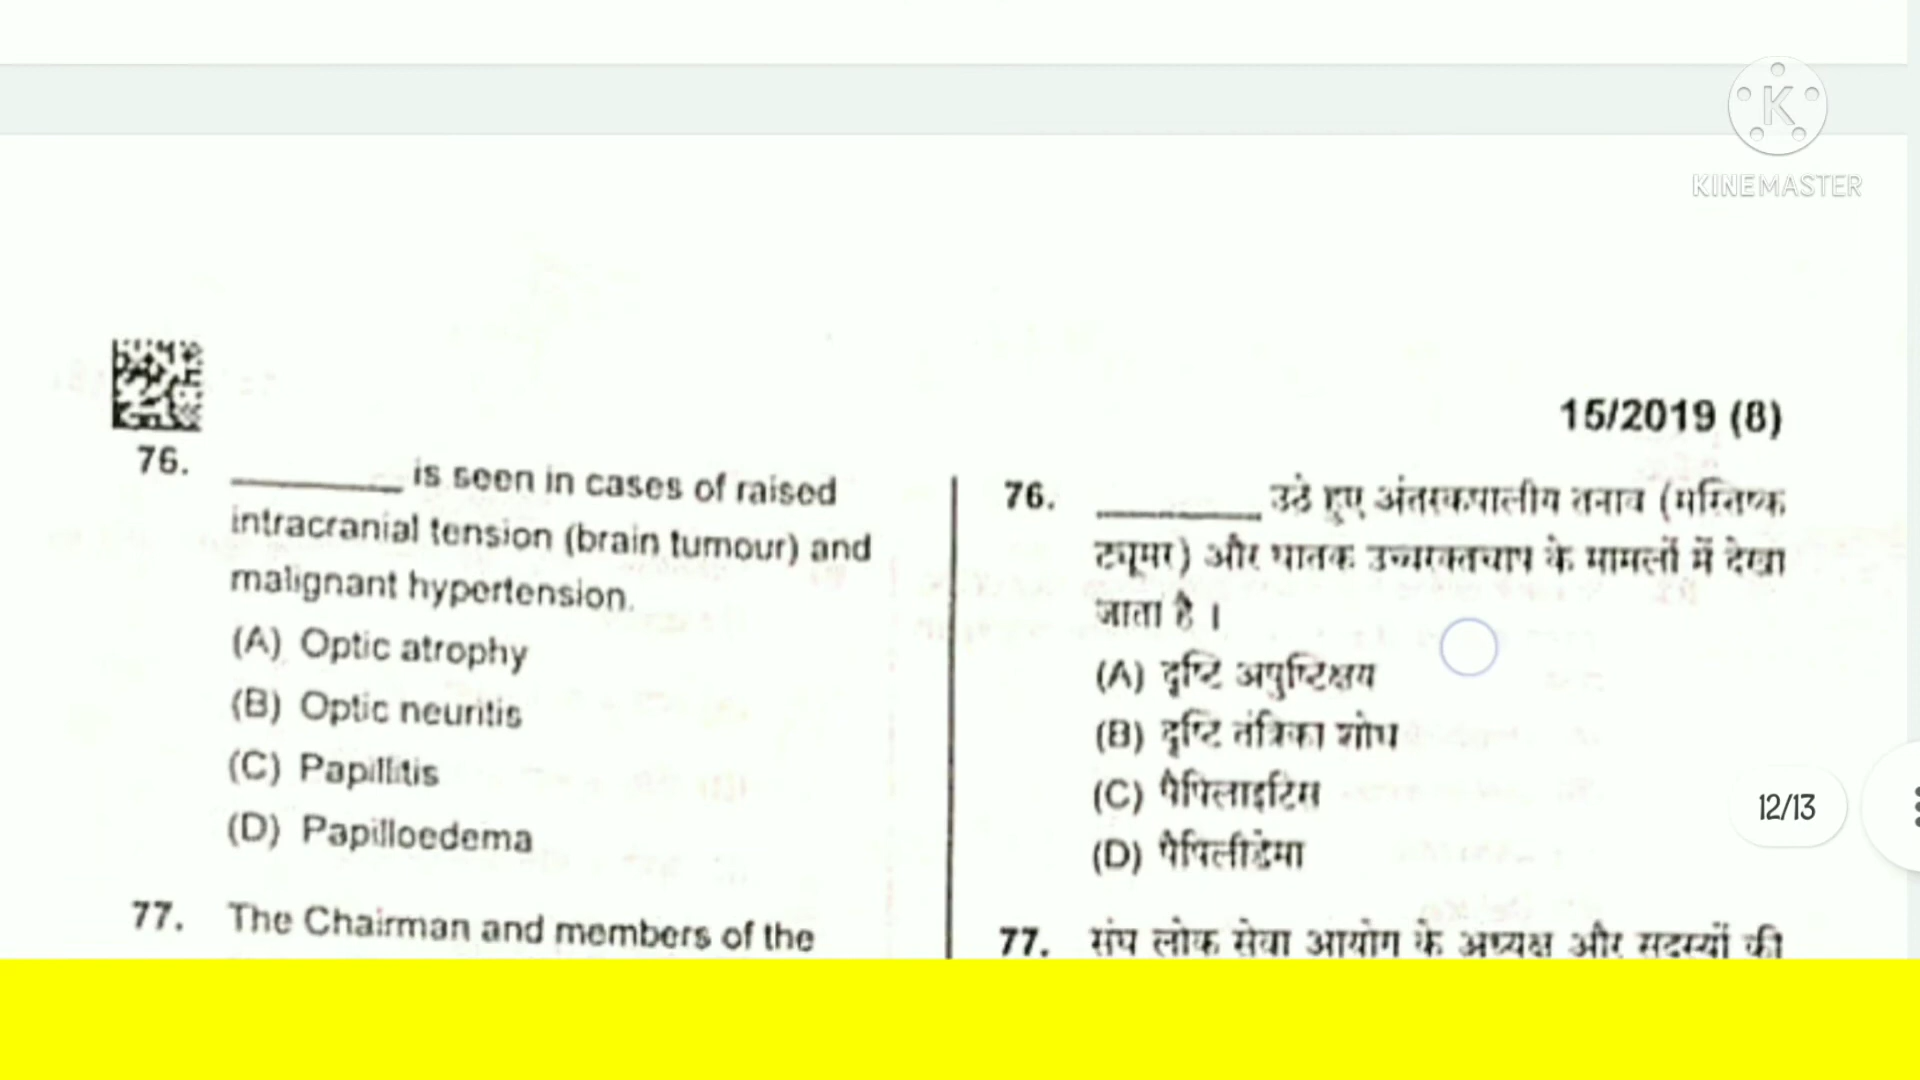 KINEMASTER
15/2019 (8)
76.
________ is seen in cases of raised
intracranial tension (brain tumour) and
malignant hypertension.
(A) Optic atrophy
(B) Optic neuritis
(C) Papillitis
(D) Papilloedema
77. The Chairman and members of the
76. ________ उठे हुए अंतरकपालीय तनाव (मस्तिष्क
ट्यूमर) और घातक उच्चरक्तचाप के मामलों में देखा
जाता है ।
(A) दृष्टि अपुष्टिक्षय
(B) दृष्टि तंत्रिका शोध
(C) पैपिलाइटिस
(D) पैपिलीडेमा
77. संघ लोक सेवा आयोग के अध्यक्ष और सदस्यों की
12/13